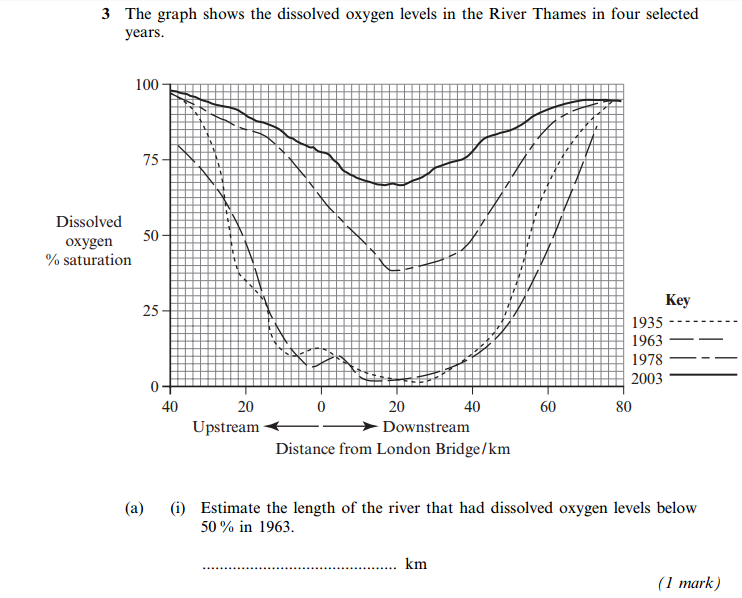 3 The graph shows the dissolved oxygen levels in the River Thames in four selected
years.
100
75
Dissolved
oxygen
% saturation
50
25
0
40 20 0 20 40 60 80
Upstream Downstream
Distance from London Bridge/km
Key
1935
1963
1978
2003
(a) (i) Estimate the length of the river that had dissolved oxygen levels below
50 % in 1963.
............................................. km
(1 mark)